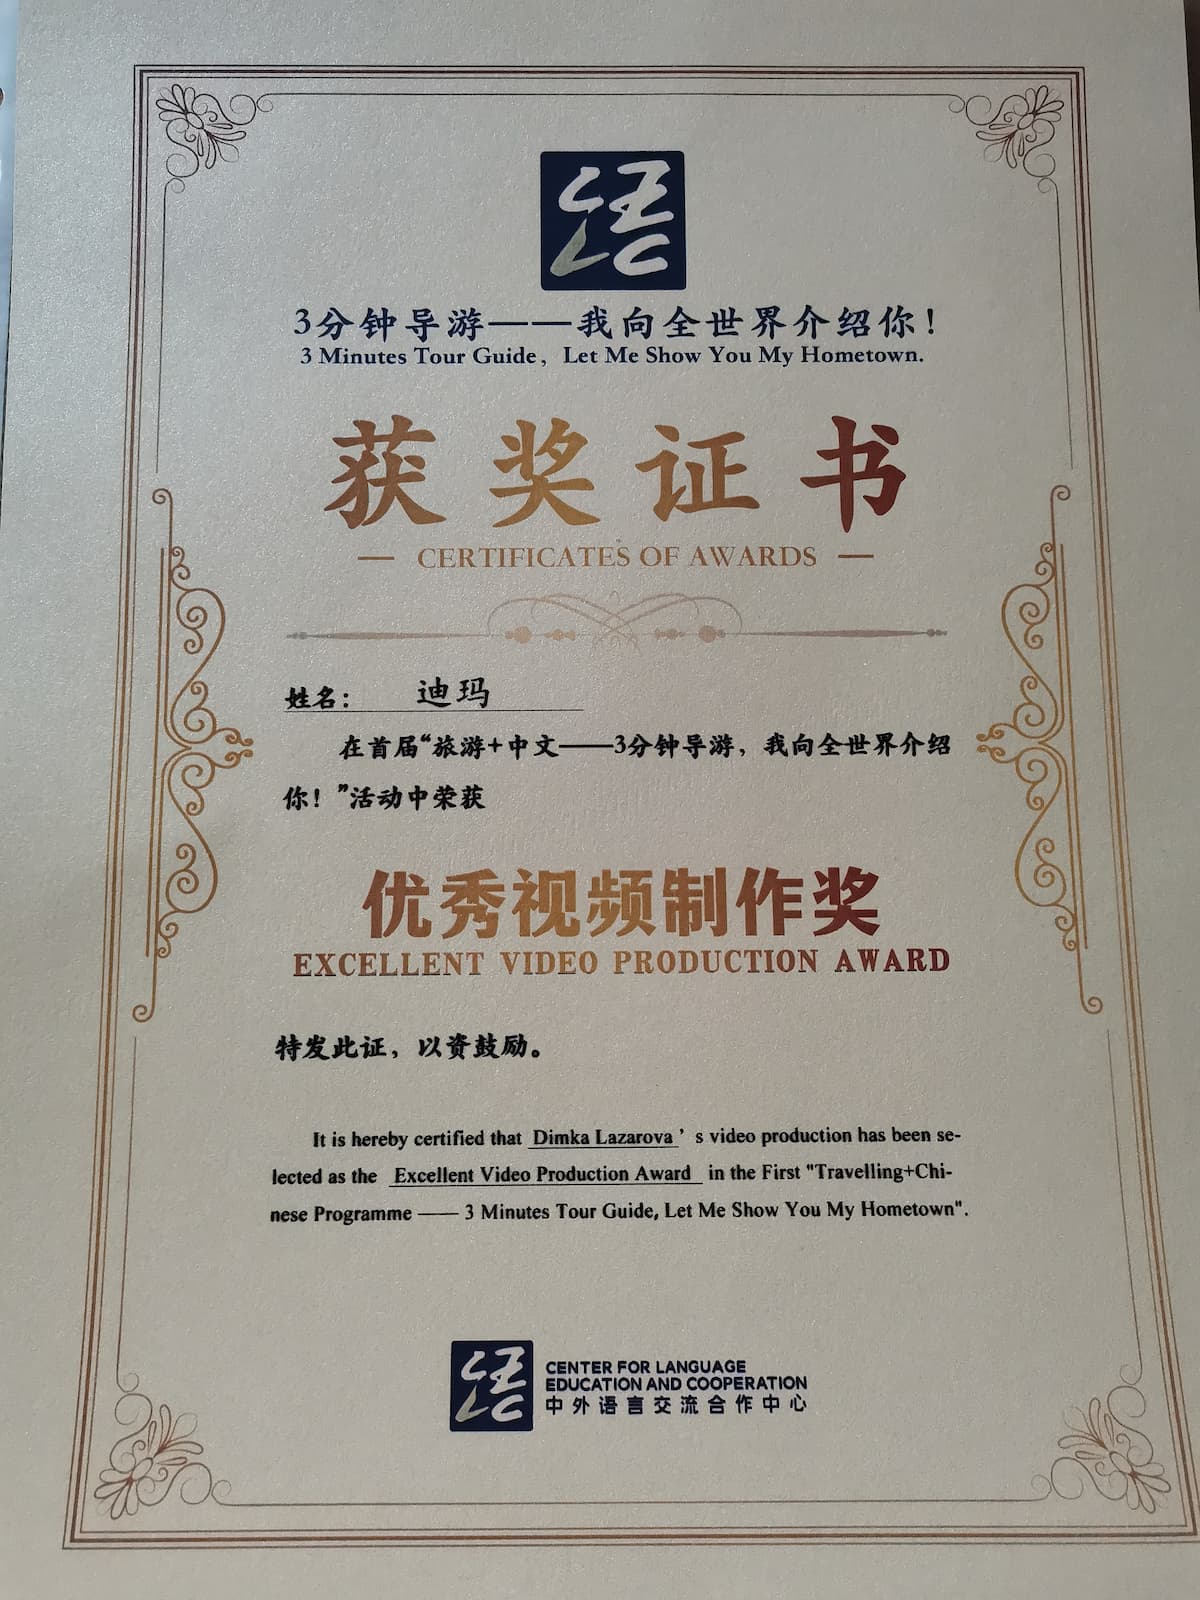 3分钟导游——我向全世界介绍你!
3 Minutes Tour Guide, Let Me Show You My Hometown.
获奖证书
— CERTIFICATES OF AWARDS —
姓名: 迪玛
在首届“旅游+中文——3分钟导游,我向全世界介绍
你!”活动中荣获
优秀视频制作奖
EXCELLENT VIDEO PRODUCTION AWARD
特发此证,以资鼓励。
It is hereby certified that Dimka Lazarova's video production has been se-
lected as the Excellent Video Production Award in the First "Travelling+Chi-
nese Programme —— 3 Minutes Tour Guide, Let Me Show You My Hometown".
CENTER FOR LANGUAGE
EDUCATION AND COOPERATION
中外语言交流合作中心